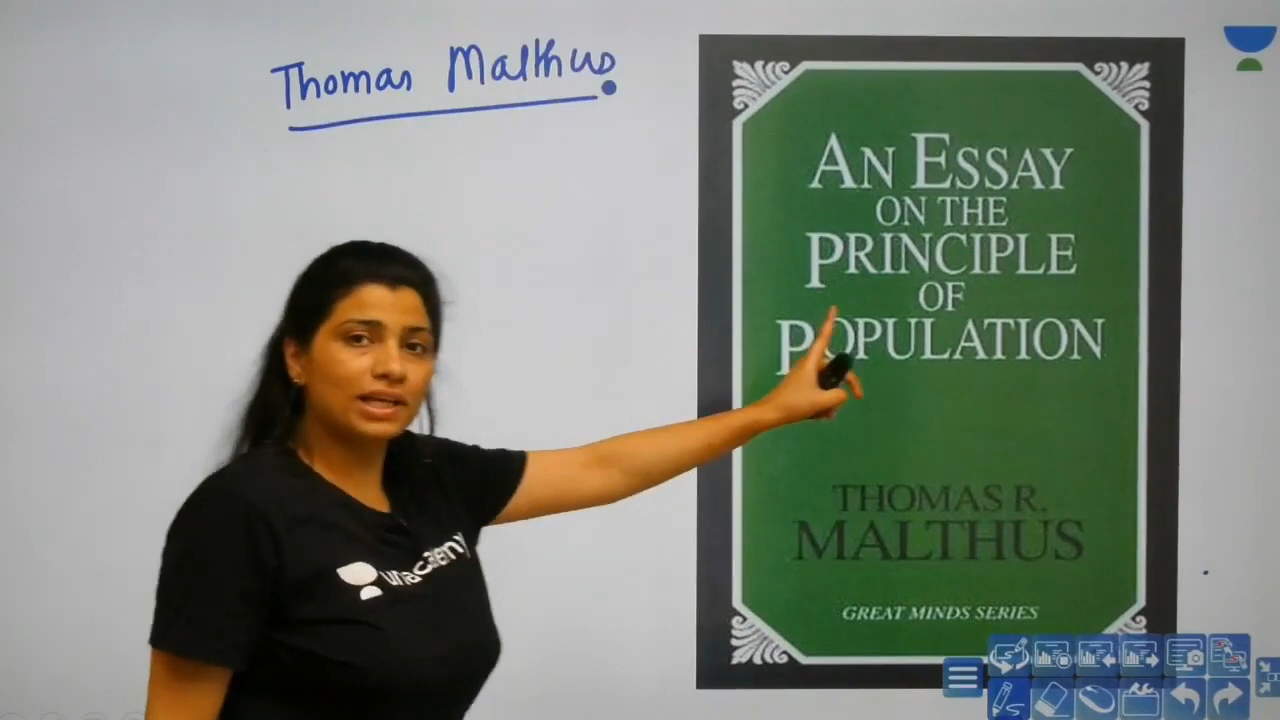 Thomas Malthus
AN ESSAY
ON THE
PRINCIPLE
OF
POPULATION
THOMAS R.
MALTHUS
GREAT MINDS SERIES
unacademy